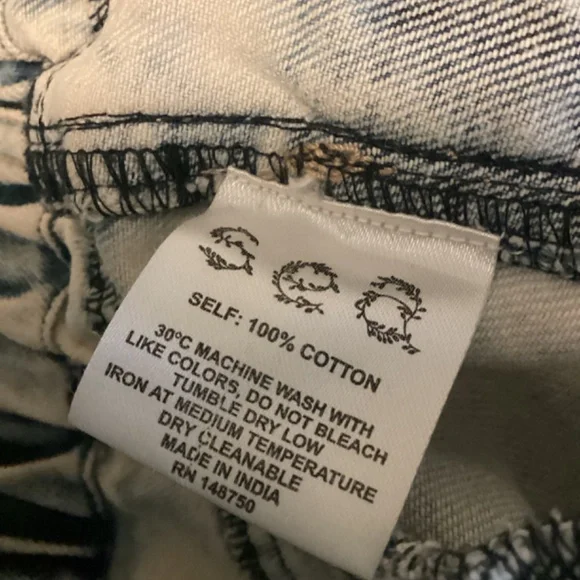 SELF: 100% COTTON
30°C MACHINE WASH WITH
LIKE COLORS, DO NOT BLEACH
TUMBLE DRY LOW
IRON AT MEDIUM TEMPERATURE
DRY CLEANABLE
MADE IN INDIA
RN 148750